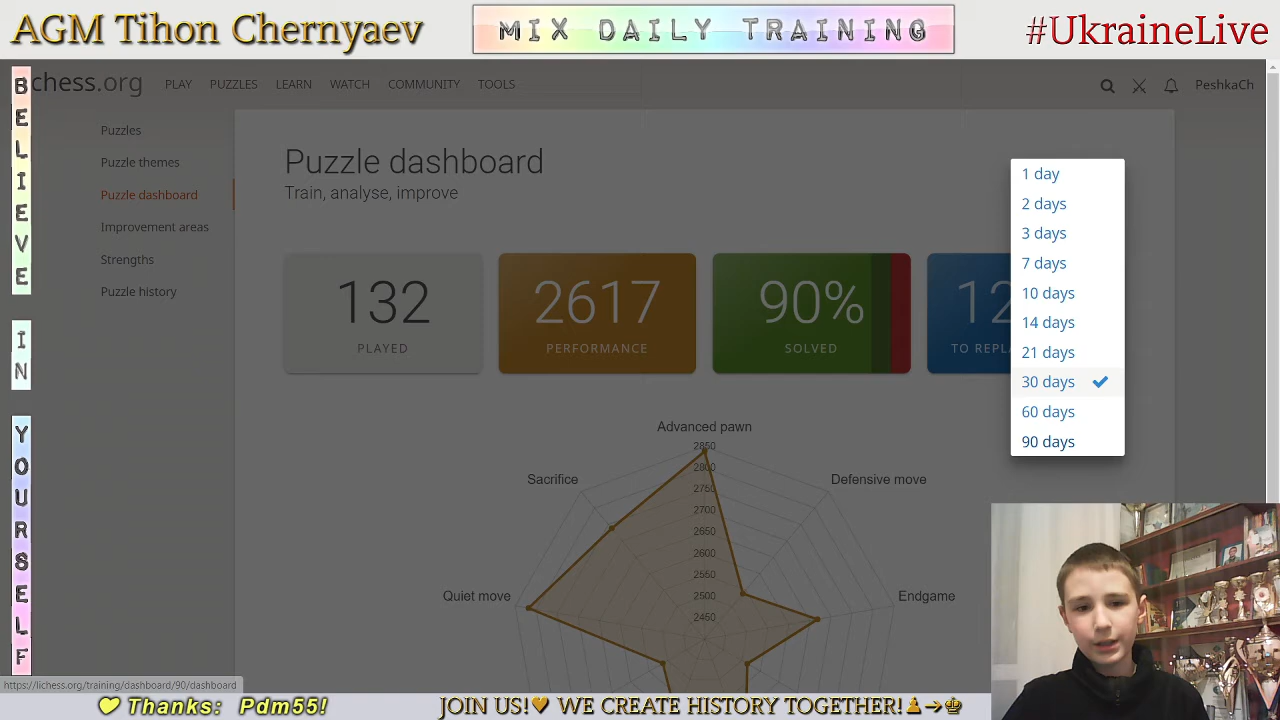 AGM Tihon Chernyaev
MIX DAILY TRAINING
#UkraineLive
BELIEVE
IN
YOURSELF
chess.org
PLAY
PUZZLES
LEARN
WATCH
COMMUNITY
TOOLS
PeshkaCh
Puzzles
Puzzle themes
Puzzle dashboard
Improvement areas
Strengths
Puzzle history
Puzzle dashboard
Train, analyse, improve
132
PLAYED
2617
PERFORMANCE
90%
SOLVED
12
TO REPL
1 day
2 days
3 days
7 days
10 days
14 days
21 days
30 days
60 days
90 days
Advanced pawn
Defensive move
Endgame
Sacrifice
Quiet move
2850
2800
2750
2700
2650
2600
2550
2500
2450
https://lichess.org/training/dashboard/90/dashboard
Thanks: Pdm55!
JOIN US! WE CREATE HISTORY TOGETHER!